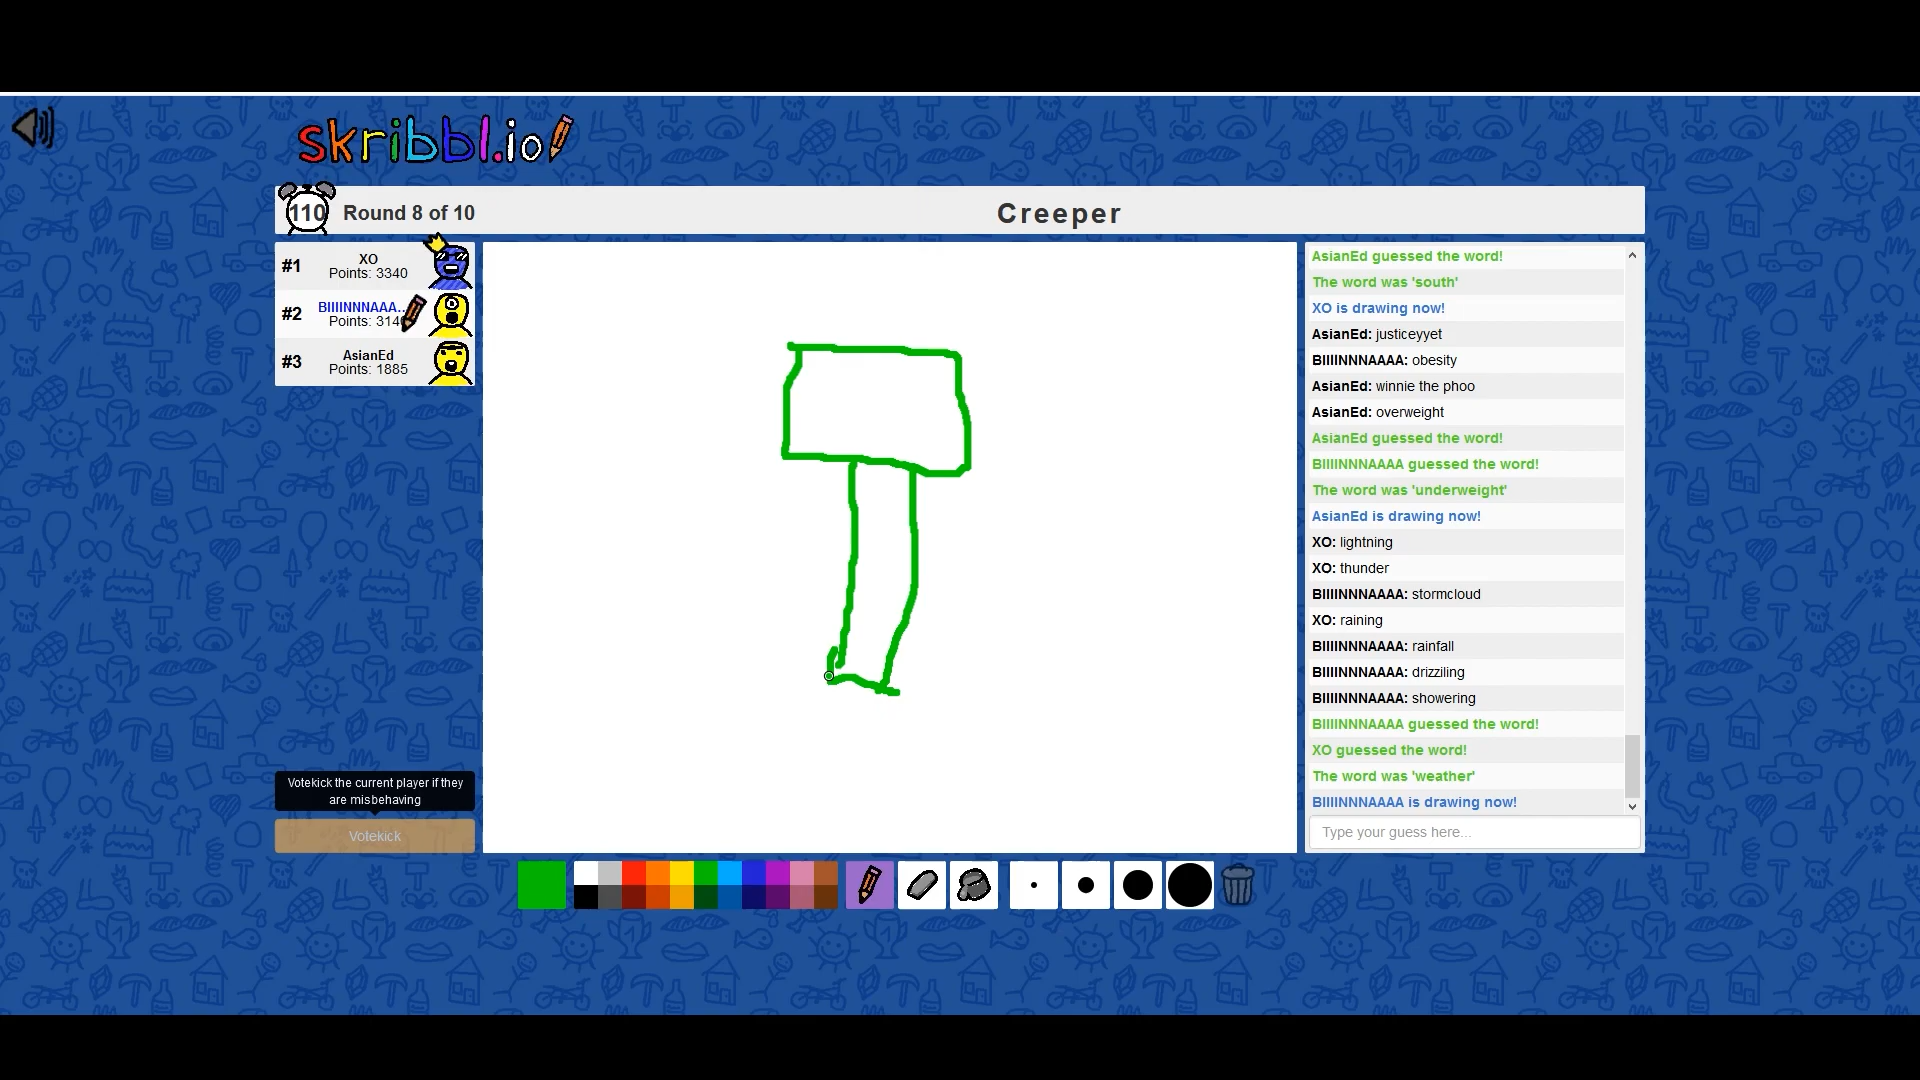 skribbl.io
110
Round 8 of 10
Creeper
#1
XO
Points: 3340
#2
BIIIINNNAAA..
Points: 314
#3
AsianEd
Points: 1885
AsianEd guessed the word!
The word was 'south'
XO is drawing now!
AsianEd: justiceyyet
BIIIINNNAAAA: obesity
AsianEd: winnie the phoo
AsianEd: overweight
AsianEd guessed the word!
BIIIINNNAAAA guessed the word!
The word was 'underweight'
AsianEd is drawing now!
XO: lightning
XO: thunder
BIIIINNNAAAA: stormcloud
XO: raining
BIIIINNNAAAA: rainfall
BIIIINNNAAAA: drizziling
BIIIINNNAAAA: showering
BIIIINNNAAAA guessed the word!
XO guessed the word!
The word was 'weather'
BIIIINNNAAAA is drawing now!
Type your guess here...
Votekick the current player if they
are misbehaving
Votekick